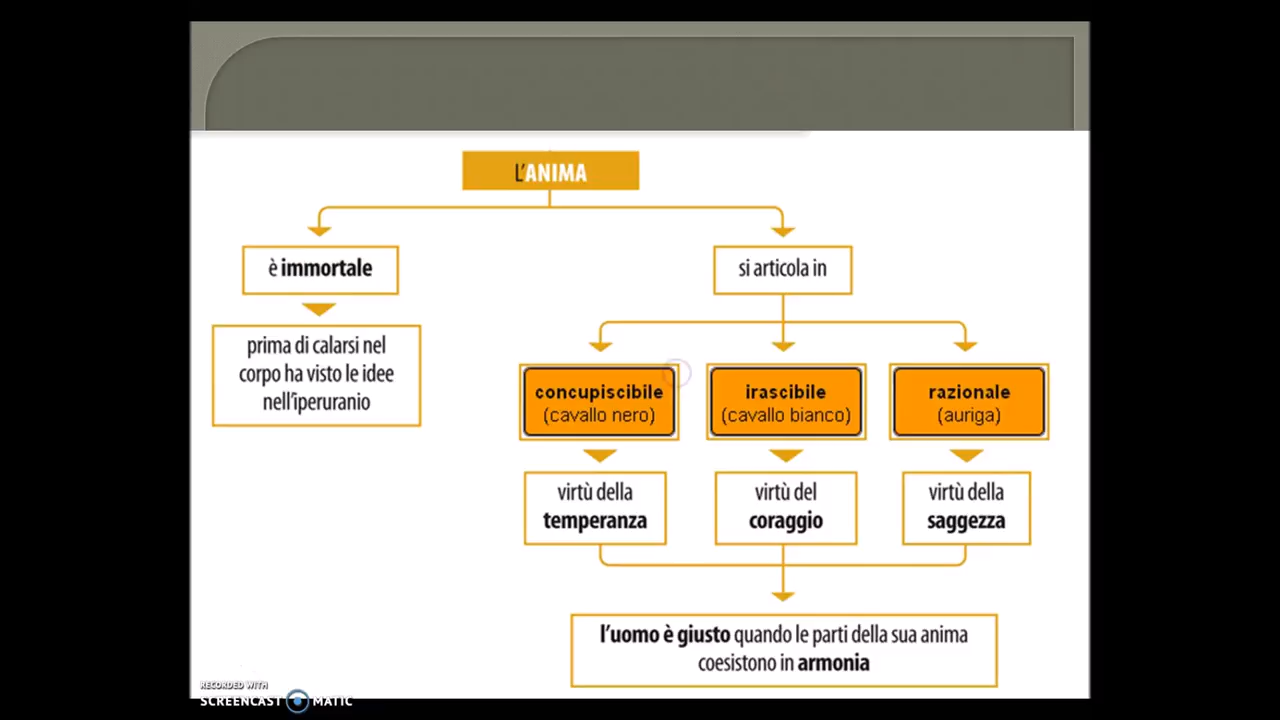 L'ANIMA
è immortale
si articola in
prima di calarsi nel
corpo ha visto le idee
nell'iperuranio
concupiscibile
(cavallo nero)
irascibile
(cavallo bianco)
razionale
(auriga)
virtù della
temperanza
virtù del
coraggio
virtù della
saggezza
l'uomo è giusto quando le parti della sua anima
coesistono in armonia
RECORDED WITH
SCREENCAST MATIC